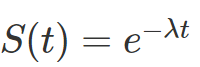 S(t) = e^{-λt}